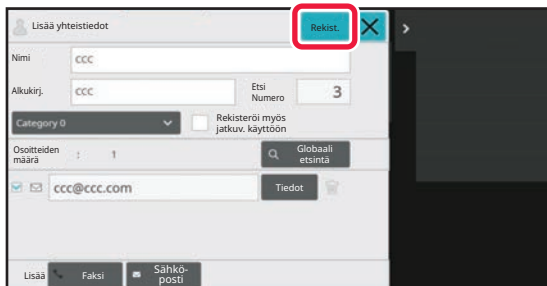 Lisää yhteistiedot
Rekist.
Nimi
ccc
Alkukirj.
ccc
Etsi
Numero
3
Category 0
Rekisteröi myös
jatkuv. käyttöön
Osoitteiden
määrä
: 1
Globaali
etsintä
ccc@ccc.com
Tiedot
Lisää
Faksi
Sähkö-
posti